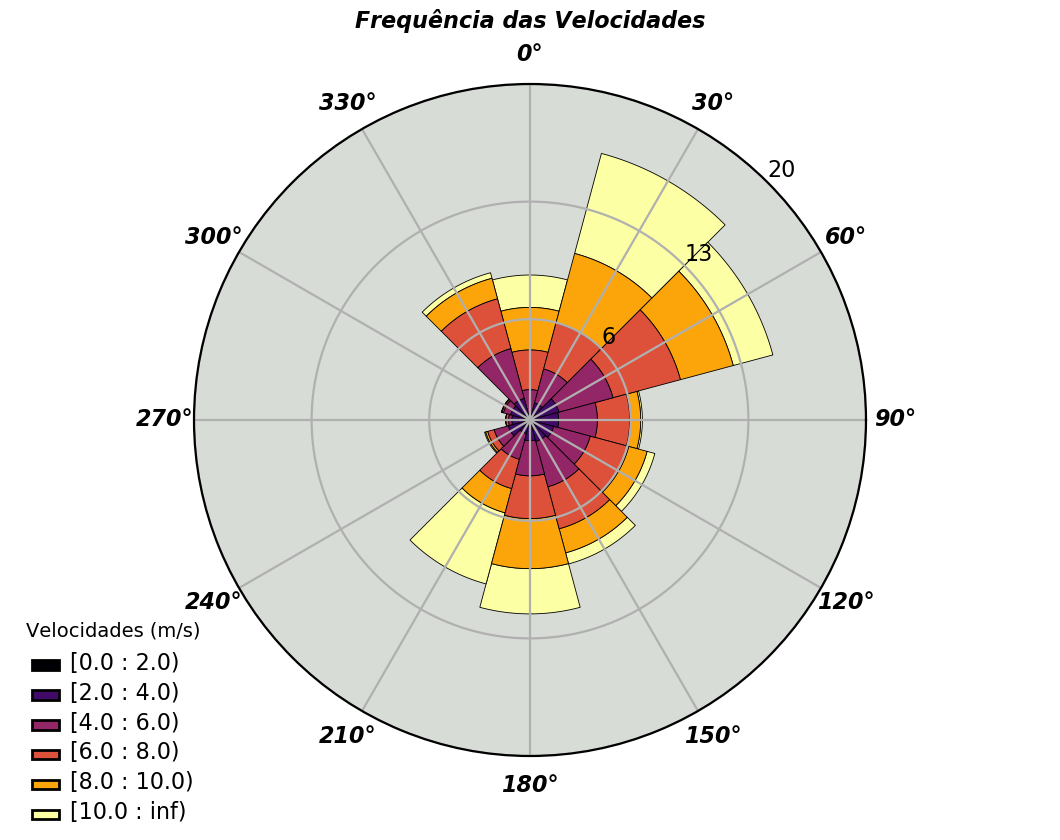 Frequência das Velocidades
0°
330°
30°
20
300°
60°
13
6
270°
90°
240°
120°
210°
150°
180°
Velocidades (m/s)
[0.0 : 2.0)
[2.0 : 4.0)
[4.0 : 6.0)
[6.0 : 8.0)
[8.0 : 10.0)
[10.0 : inf)